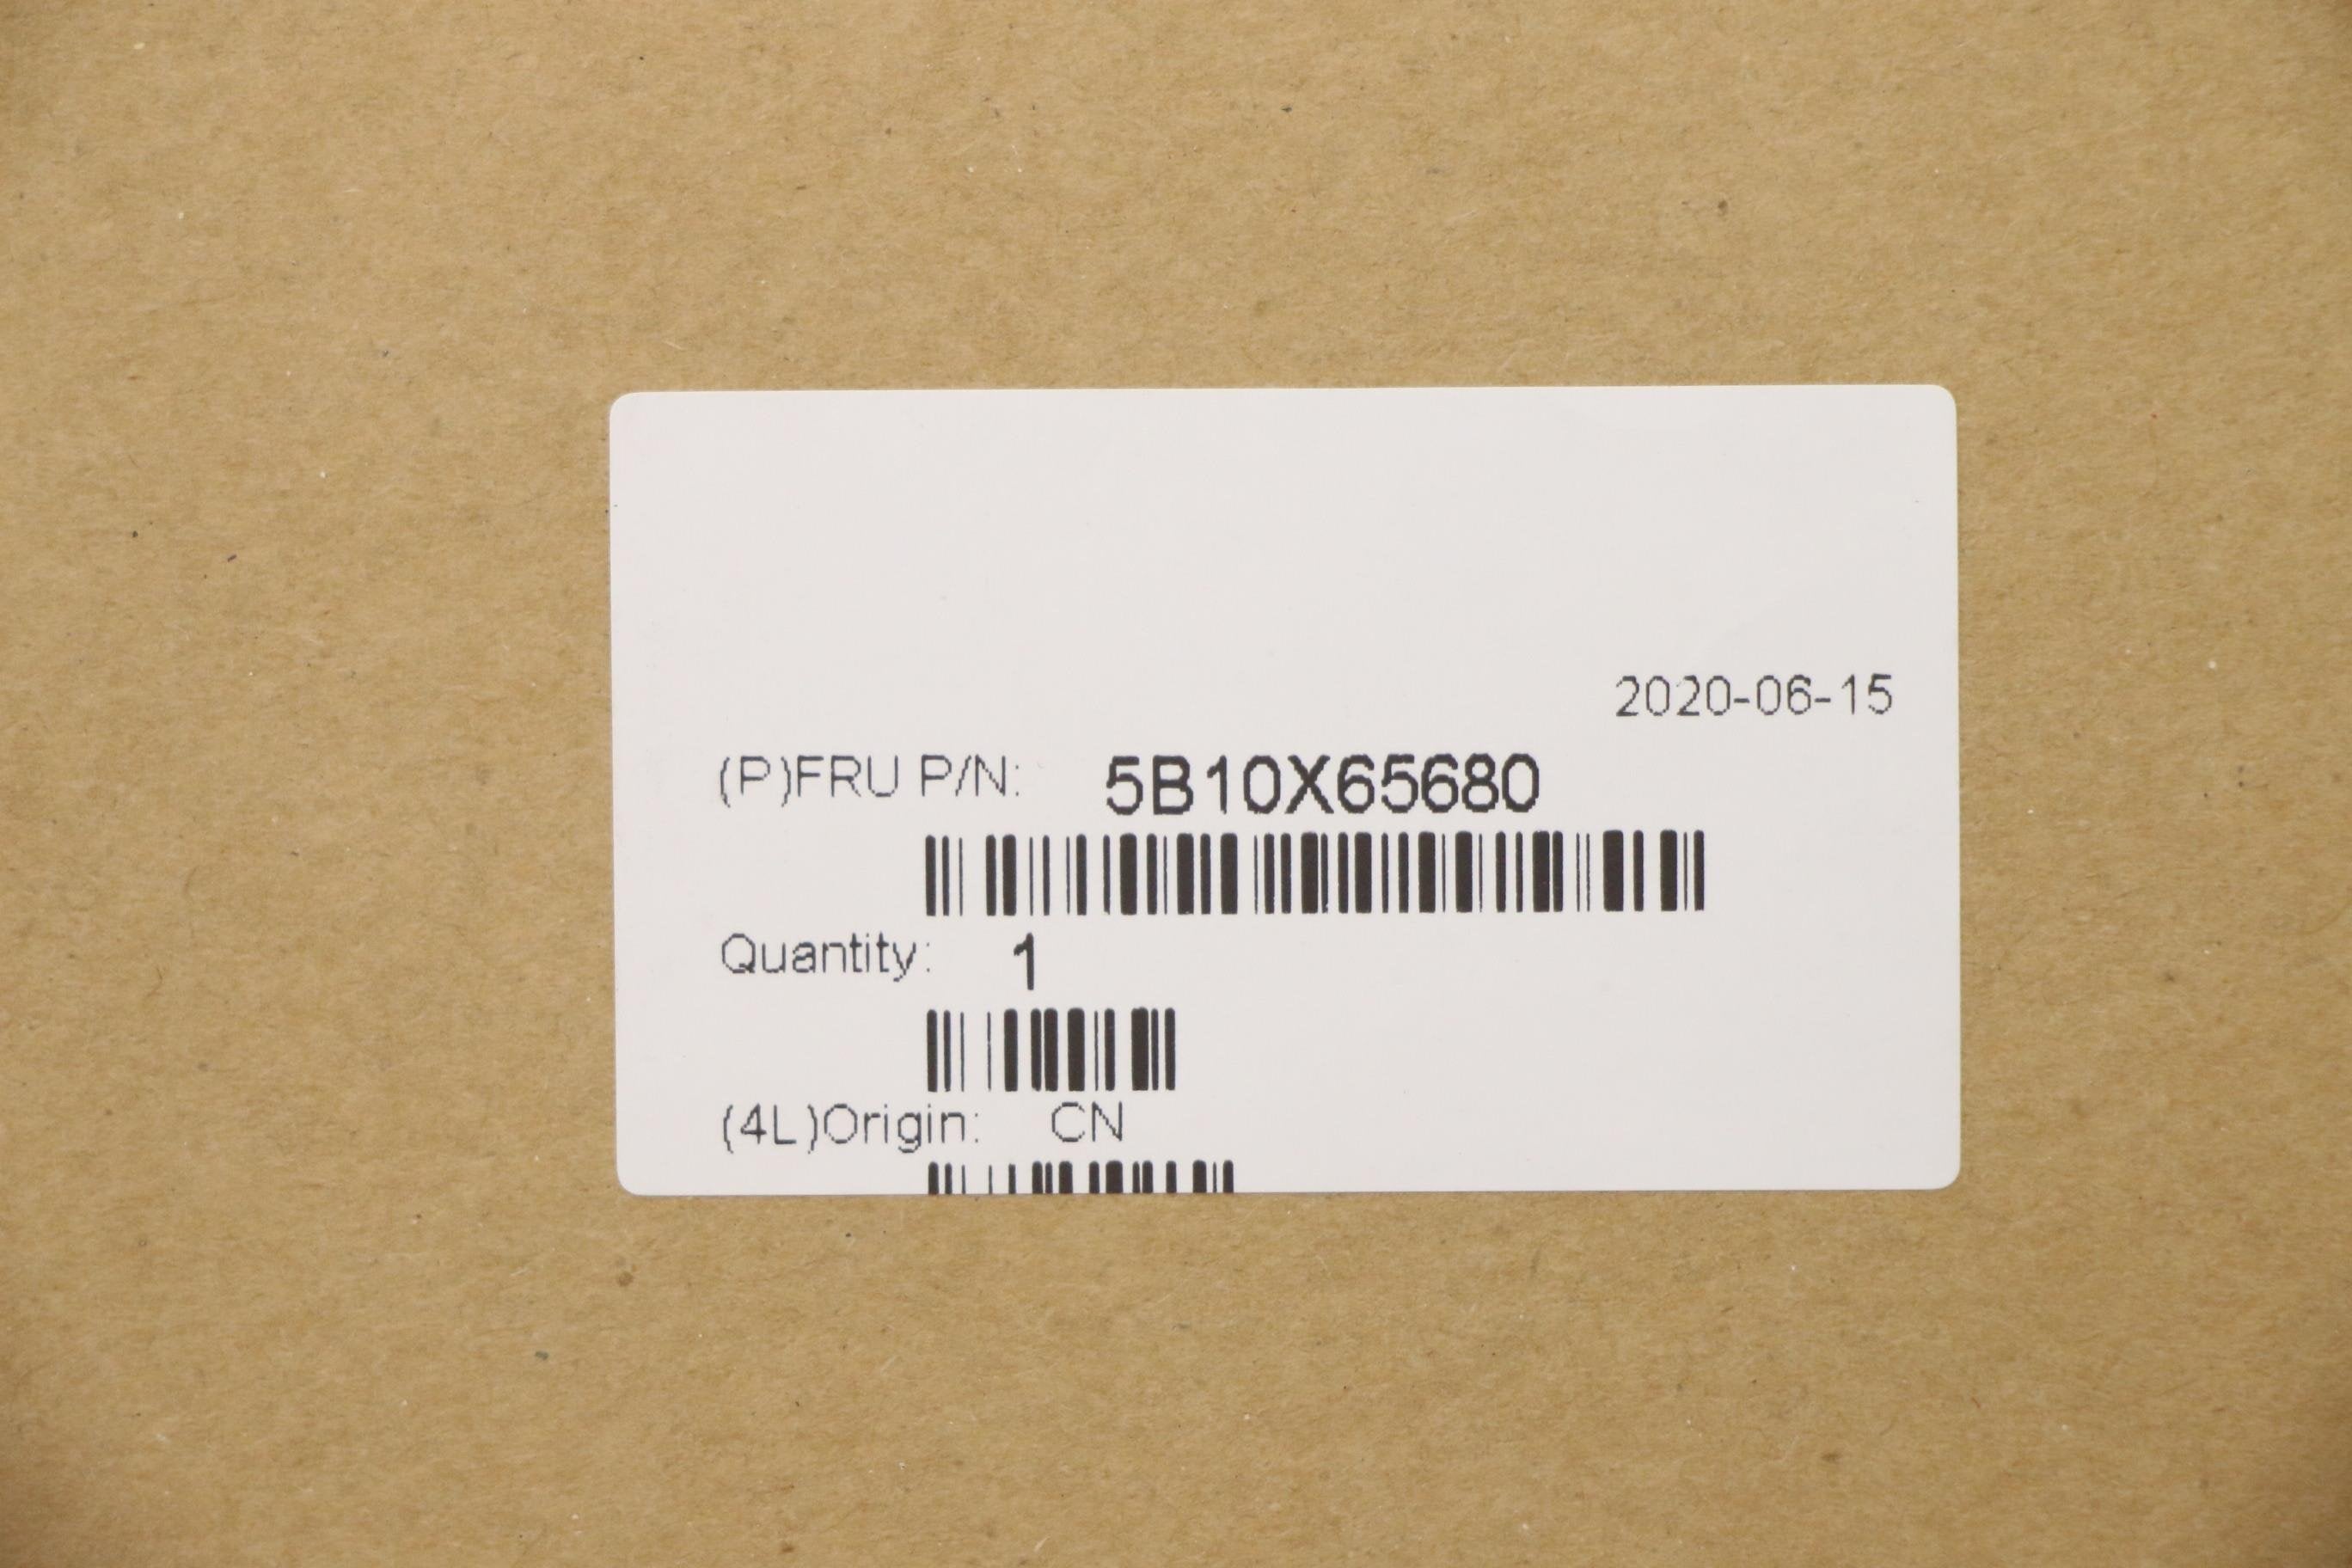 2020-06-15
(P)FRU P/N: 5B10X65680
Quantity: 1
(4L)Origin: CN